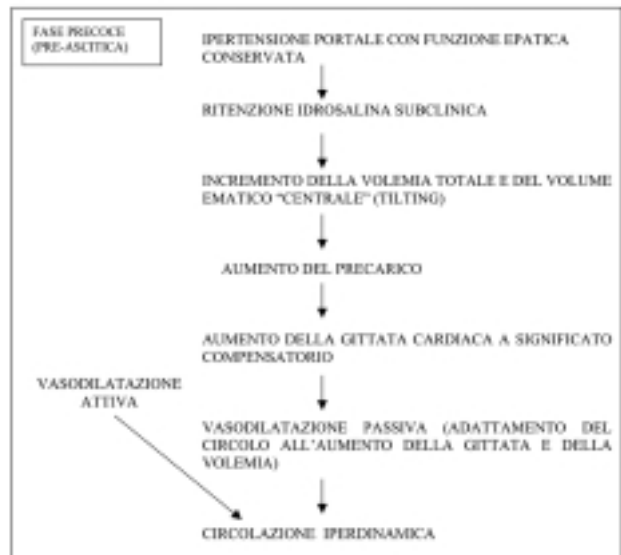 FASE PRECOCE
(PRE-ASCITICA)
IPERTENSIONE PORTALE CON FUNZIONE EPATICA
CONSERVATA
RITENZIONE IDROSALINA SUBCLINICA
INCREMENTO DELLA VOLEMIA TOTALE E DEL VOLUME
EMATICO "CENTRALE" (TILTING)
AUMENTO DEL PRECARICO
AUMENTO DELLA GITTATA CARDIACA A SIGNIFICATO
COMPENSATORIO
VASODILATAZIONE
ATTIVA
VASODILATAZIONE PASSIVA (ADATTAMENTO DEL
CIRCOLO ALL'AUMENTO DELLA GITTATA E DELLA
VOLEMIA)
CIRCOLAZIONE IPERDINAMICA